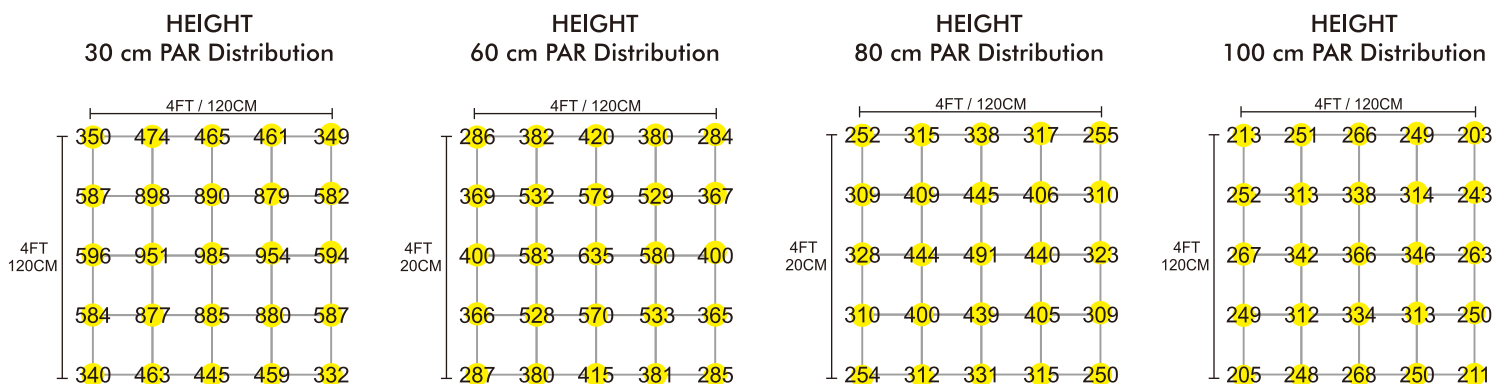 HEIGHT
30 cm PAR Distribution
4FT / 120CM
4FT
120CM
350 474 465 461 349
587 898 890 879 582
596 951 985 954 594
584 877 885 880 587
340 463 445 459 332
HEIGHT
60 cm PAR Distribution
4FT / 120CM
4FT
20CM
286 382 420 380 284
369 532 579 529 367
400 583 635 580 400
366 528 570 533 365
287 380 415 381 285
HEIGHT
80 cm PAR Distribution
4FT / 120CM
4FT
20CM
252 315 338 317 255
309 409 445 406 310
328 444 491 440 323
310 400 439 405 309
254 312 331 315 250
HEIGHT
100 cm PAR Distribution
4FT / 120CM
4FT
120CM
213 251 266 249 203
252 313 338 314 243
267 342 366 346 263
249 312 334 313 250
205 248 268 250 211